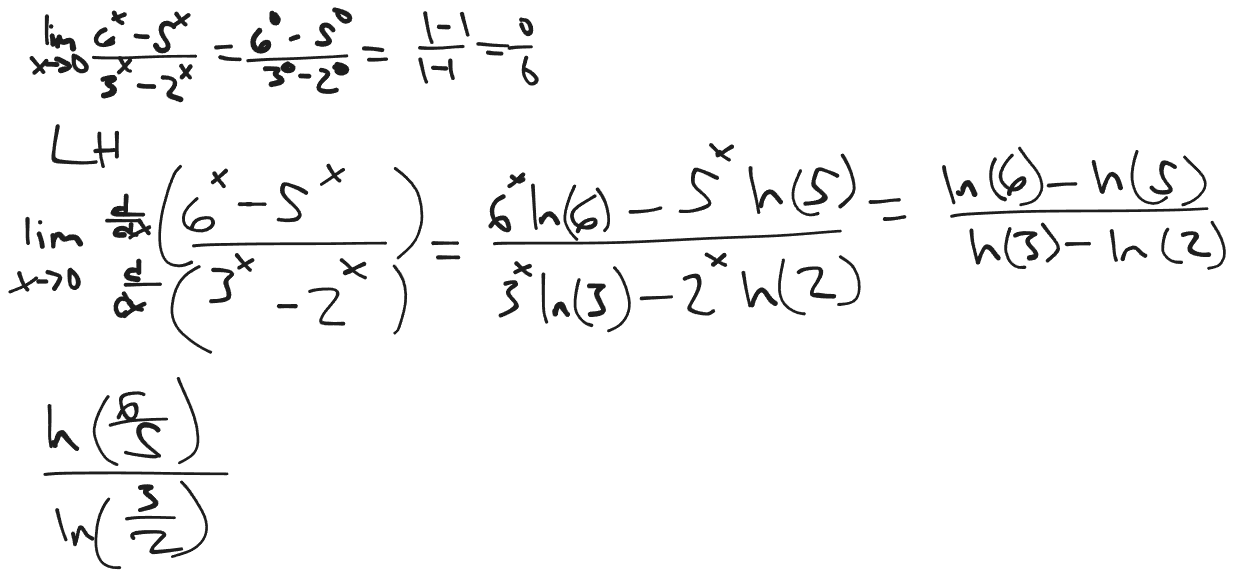 lim x→0 (6^x - 5^x)/(3^x - 2^x) = (6^0 - 5^0)/(3^0 - 2^0) = (1-1)/(1-1) = 0/0
LH
lim x→0 (d/dx (6^x - 5^x))/(d/dx (3^x - 2^x)) = (6^x ln(6) - 5^x ln(5))/(3^x ln(3) - 2^x ln(2)) = (ln(6) - ln(5))/(ln(3) - ln(2))
ln(6/5)/ln(3/2)